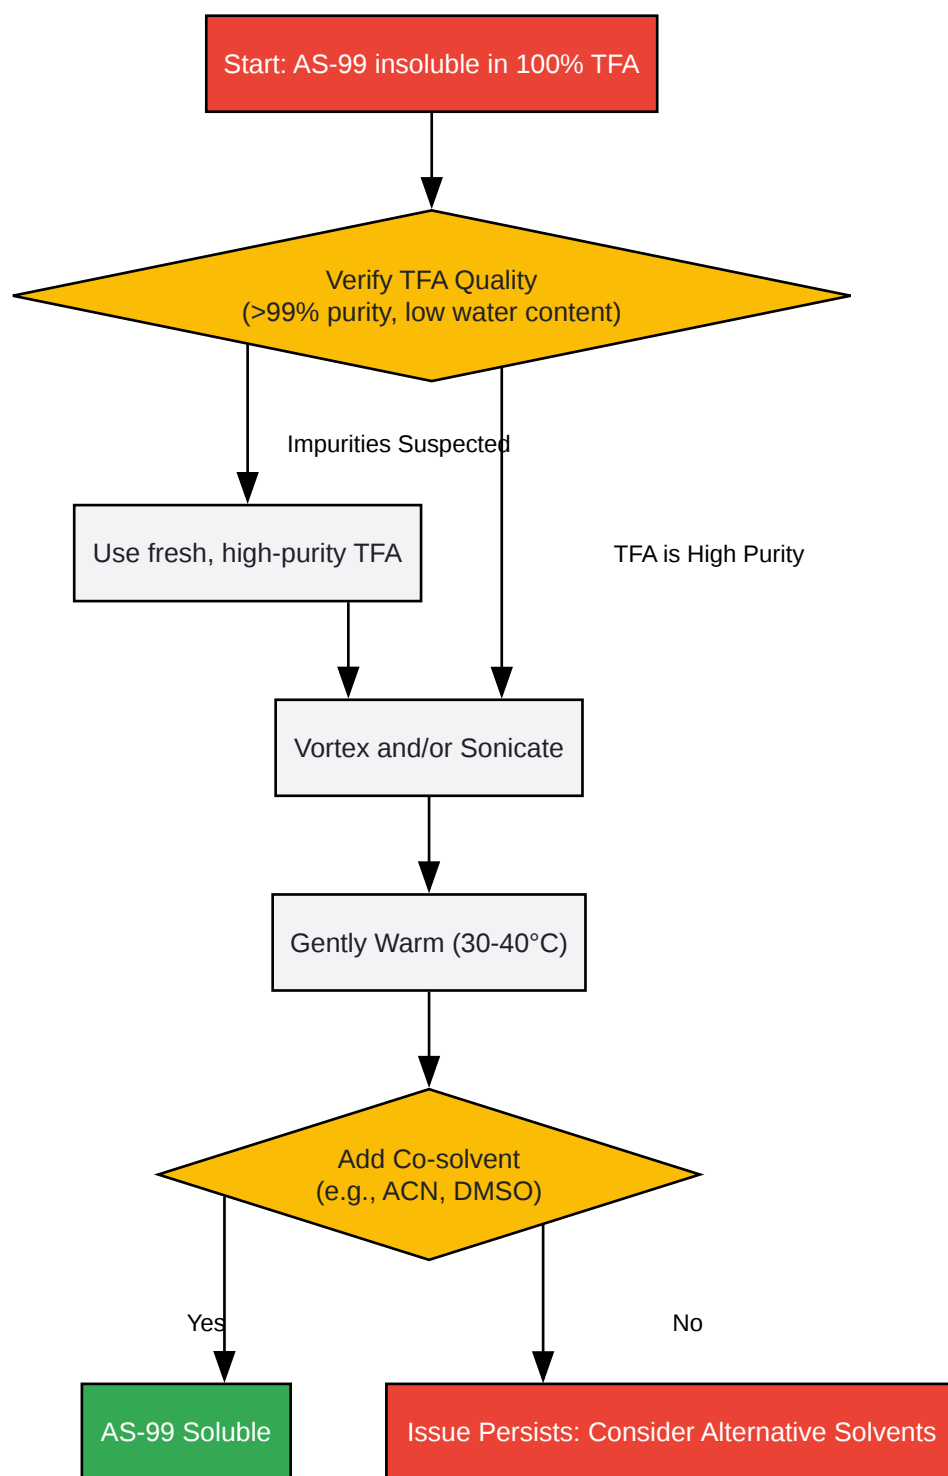 Start: AS-99 insoluble in 100% TFA
Verify TFA Quality
(>99% purity, low water content)
Impurities Suspected
Use fresh, high-purity TFA
TFA is High Purity
Vortex and/or Sonicate
Gently Warm (30-40°C)
Add Co-solvent
(e.g., ACN, DMSO)
Yes
No
AS-99 Soluble
Issue Persists: Consider Alternative Solvents